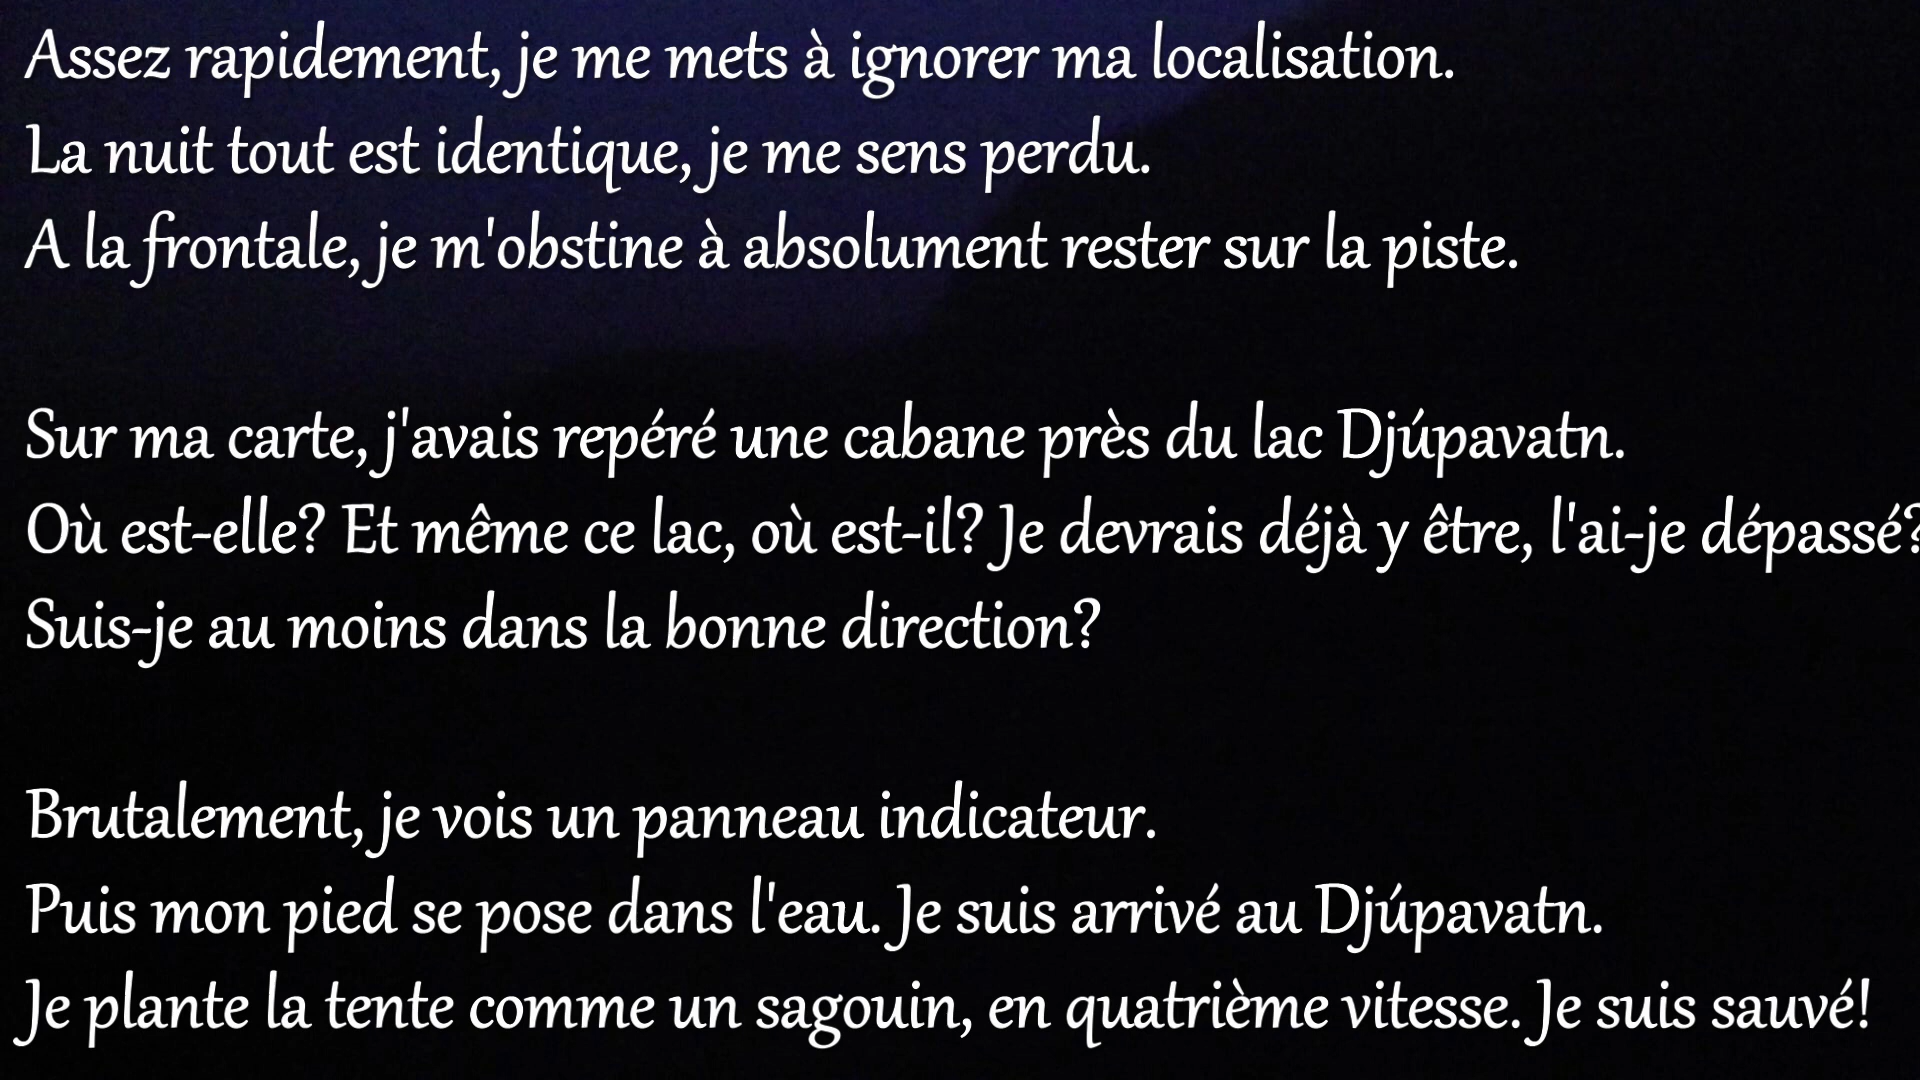 Assez rapidement, je me mets à ignorer ma localisation.
La nuit tout est identique, je me sens perdu.
A la frontale, je m'obstine à absolument rester sur la piste.
Sur ma carte, j'avais repéré une cabane près du lac Djúpavatn.
Où est-elle? Et même ce lac, où est-il? Je devrais déjà y être, l'ai-je dépassé?
Suis-je au moins dans la bonne direction?
Brutalement, je vois un panneau indicateur.
Puis mon pied se pose dans l'eau. Je suis arrivé au Djúpavatn.
Je plante la tente comme un sagouin, en quatrième vitesse. Je suis sauvé!